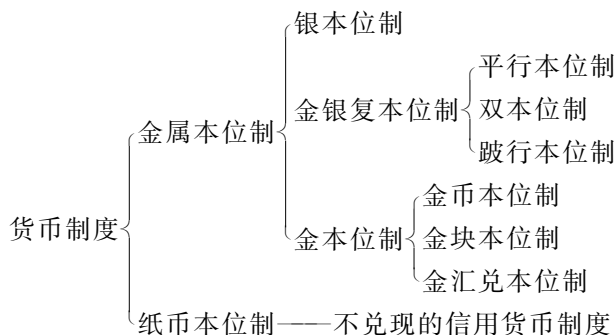 银本位制
平行本位制
金银复本位制
双本位制
金属本位制
跛行本位制
货币制度
金币本位制
金本位制
金块本位制
金汇兑本位制
纸币本位制——不兑现的信用货币制度